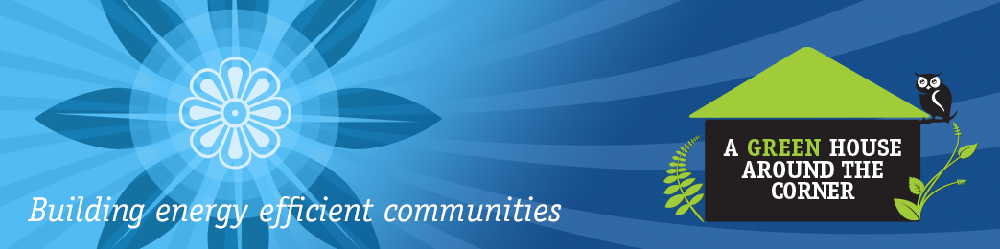 Building energy efficient communities
A GREEN HOUSE
AROUND THE
CORNER